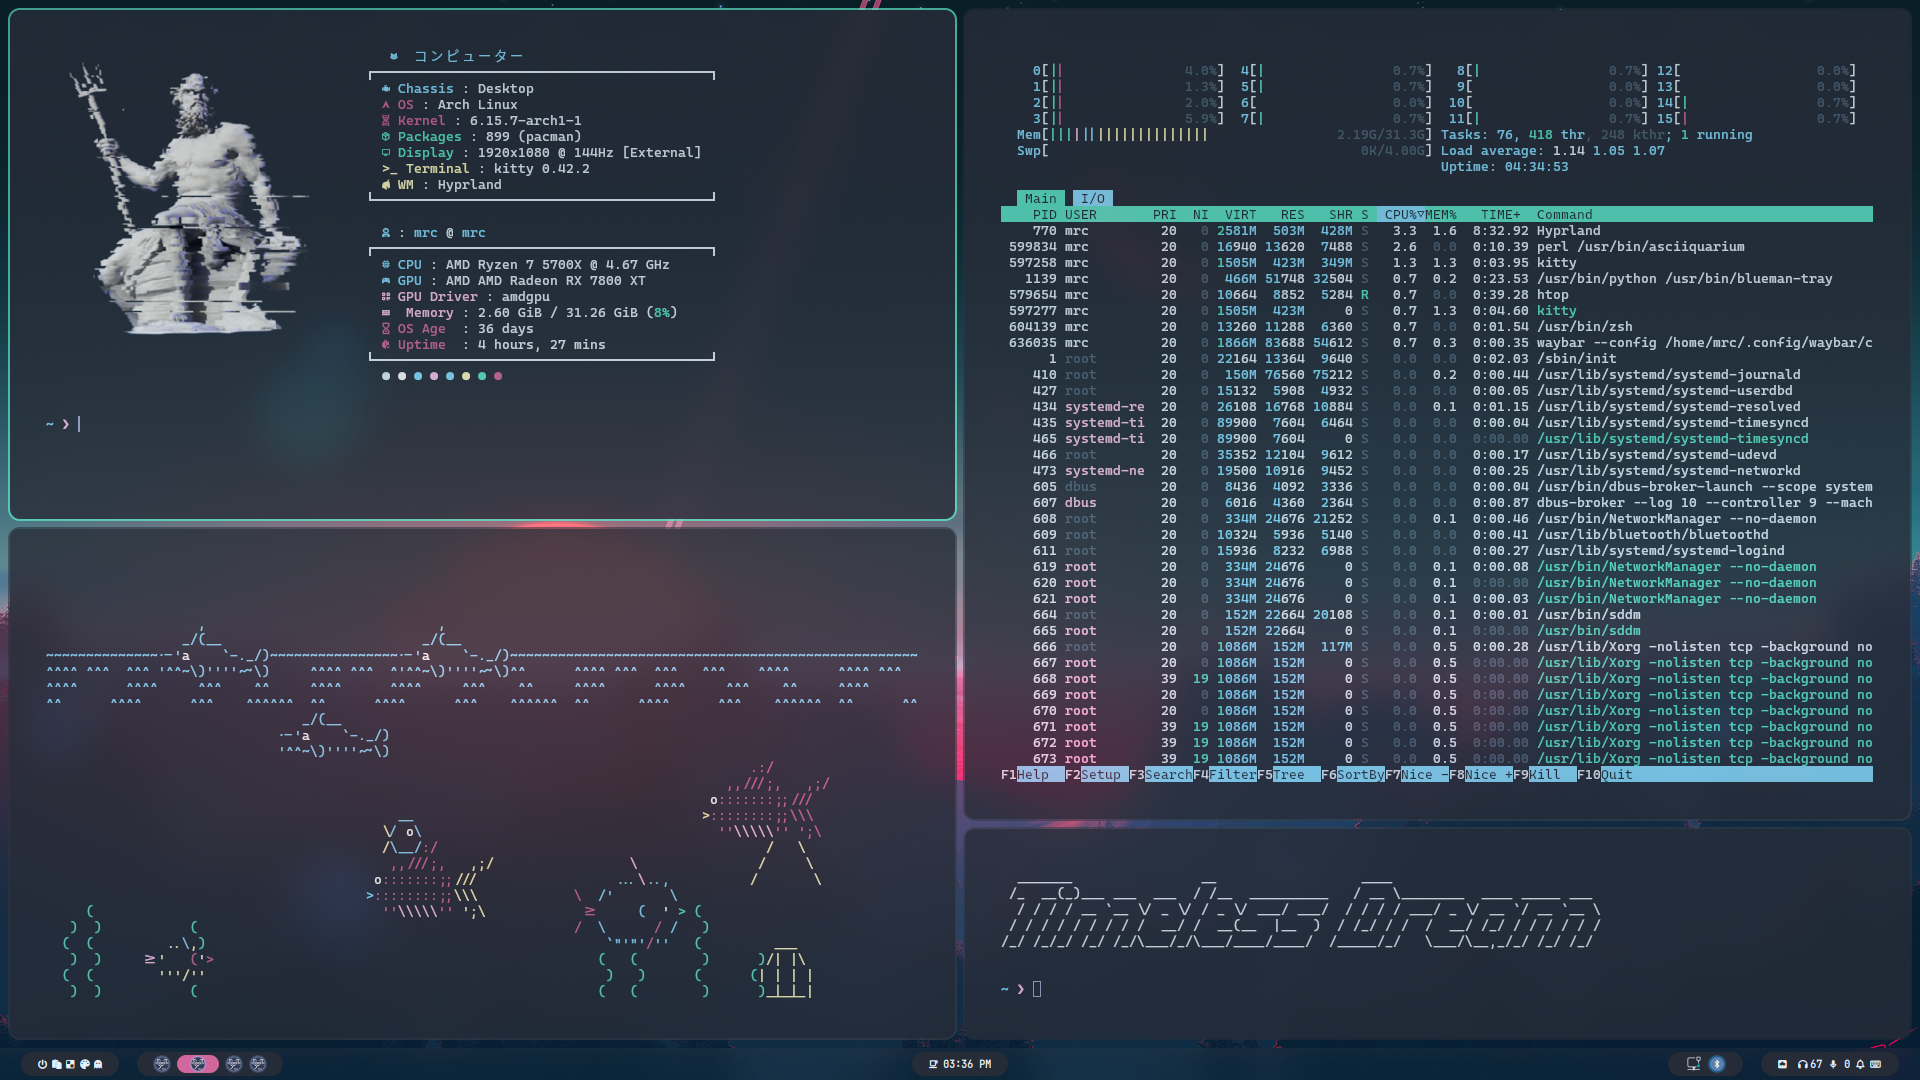 コンピューター
Chassis : Desktop
OS : Arch Linux
Kernel : 6.15.7-arch1-1
Packages : 899 (pacman)
Display : 1920x1080 @ 144Hz [External]
>_ Terminal : kitty 0.42.2
WM : Hyprland
: mrc @ mrc
CPU : AMD Ryzen 7 5700X @ 4.67 GHz
GPU : AMD AMD Radeon RX 7800 XT
GPU Driver : amdgpu
Memory : 2.60 GiB / 31.26 GiB (8%)
OS Age : 36 days
Uptime : 4 hours, 27 mins
~ ❯
0[|| 4.0%] 4[| 0.7%] 8[| 0.7%] 12[ 0.0%]
1[|| 1.3%] 5[| 0.7%] 9[ 0.0%] 13[ 0.0%]
2[|| 2.0%] 6[ 0.0%] 10[ 0.0%] 14[| 0.7%]
3[|| 5.9%] 7[| 0.7%] 11[| 0.7%] 15[| 0.7%]
Mem[|||||||||||||||||||| 2.19G/31.3G] Tasks: 76, 418 thr, 248 kthr; 1 running
Swp[ 0K/4.00G] Load average: 1.14 1.05 1.07
Uptime: 04:34:53
Main I/O
PID USER PRI NI VIRT RES SHR S CPU%▽MEM% TIME+ Command
770 mrc 20 0 2581M 503M 428M S 3.3 1.6 8:32.92 Hyprland
599834 mrc 20 0 16940 13620 7488 S 2.6 0.0 0:10.39 perl /usr/bin/asciiquarium
597258 mrc 20 0 1505M 423M 349M S 1.3 1.3 0:03.95 kitty
1139 mrc 20 0 466M 51748 32504 S 0.7 0.2 0:23.53 /usr/bin/python /usr/bin/blueman-tray
579654 mrc 20 0 10664 8852 5284 R 0.7 0.0 0:39.28 htop
597277 mrc 20 0 1505M 423M 0 S 0.7 1.3 0:04.60 kitty
604139 mrc 20 0 13260 11288 6360 S 0.7 0.0 0:01.54 /usr/bin/zsh
636035 mrc 20 0 1866M 83688 54612 S 0.7 0.3 0:00.35 waybar --config /home/mrc/.config/waybar/c
1 root 20 0 22164 13364 9640 S 0.0 0.0 0:02.03 /sbin/init
410 root 20 0 150M 76560 75212 S 0.0 0.2 0:00.44 /usr/lib/systemd/systemd-journald
427 root 20 0 15132 5908 4932 S 0.0 0.0 0:00.05 /usr/lib/systemd/systemd-userdbd
434 systemd-re 20 0 26108 16768 10884 S 0.0 0.1 0:01.15 /usr/lib/systemd/systemd-resolved
435 systemd-ti 20 0 89900 7604 6464 S 0.0 0.0 0:00.04 /usr/lib/systemd/systemd-timesyncd
465 systemd-ti 20 0 89900 7604 0 S 0.0 0.0 0:00.00 /usr/lib/systemd/systemd-timesyncd
466 root 20 0 35352 12104 9612 S 0.0 0.0 0:00.17 /usr/lib/systemd/systemd-udevd
473 systemd-ne 20 0 19500 10916 9452 S 0.0 0.0 0:00.25 /usr/lib/systemd/systemd-networkd
605 dbus 20 0 8436 4092 3336 S 0.0 0.0 0:00.04 /usr/bin/dbus-broker-launch --scope system
607 dbus 20 0 6016 4360 2364 S 0.0 0.0 0:00.87 dbus-broker --log 10 --controller 9 --mach
608 root 20 0 334M 24676 21252 S 0.0 0.1 0:00.46 /usr/bin/NetworkManager --no-daemon
609 root 20 0 10324 5936 5140 S 0.0 0.0 0:00.41 /usr/lib/bluetooth/bluetoothd
611 root 20 0 15936 8232 6988 S 0.0 0.0 0:00.27 /usr/lib/systemd/systemd-logind
619 root 20 0 334M 24676 0 S 0.0 0.1 0:00.08 /usr/bin/NetworkManager --no-daemon
620 root 20 0 334M 24676 0 S 0.0 0.1 0:00.00 /usr/bin/NetworkManager --no-daemon
621 root 20 0 334M 24676 0 S 0.0 0.1 0:00.03 /usr/bin/NetworkManager --no-daemon
664 root 20 0 152M 22664 20108 S 0.0 0.1 0:00.01 /usr/bin/sddm
665 root 20 0 152M 22664 0 S 0.0 0.1 0:00.00 /usr/bin/sddm
666 root 20 0 1086M 152M 117M S 0.0 0.5 0:00.28 /usr/lib/Xorg -nolisten tcp -background no
667 root 20 0 1086M 152M 0 S 0.0 0.5 0:00.00 /usr/lib/Xorg -nolisten tcp -background no
668 root 39 19 1086M 152M 0 S 0.0 0.5 0:00.00 /usr/lib/Xorg -nolisten tcp -background no
669 root 20 0 1086M 152M 0 S 0.0 0.5 0:00.00 /usr/lib/Xorg -nolisten tcp -background no
670 root 20 0 1086M 152M 0 S 0.0 0.5 0:00.00 /usr/lib/Xorg -nolisten tcp -background no
671 root 39 19 1086M 152M 0 S 0.0 0.5 0:00.00 /usr/lib/Xorg -nolisten tcp -background no
672 root 39 19 1086M 152M 0 S 0.0 0.5 0:00.00 /usr/lib/Xorg -nolisten tcp -background no
673 root 39 19 1086M 152M 0 S 0.0 0.5 0:00.00 /usr/lib/Xorg -nolisten tcp -background no
F1Help F2Setup F3Search F4Filter F5Tree F6SortBy F7Nice - F8Nice + F9Kill F10Quit
~ ❯
03:36 PM
67 0